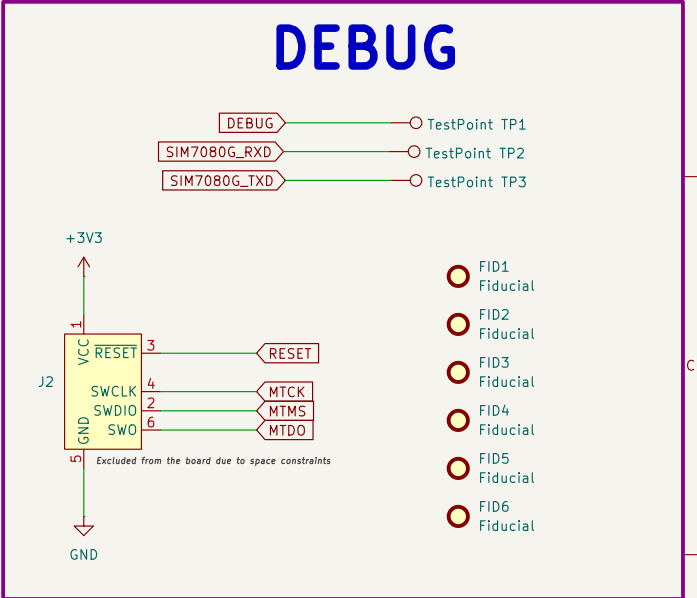 DEBUG
DEBUG TestPoint TP1
SIM7080G_RXD TestPoint TP2
SIM7080G_TXD TestPoint TP3
+3V3
FID1
Fiducial
FID2
Fiducial
FID3
Fiducial
FID4
Fiducial
FID5
Fiducial
FID6
Fiducial
J2
1
VCC
RESET 3 RESET
SWCLK 4 MTCK
SWDIO 2 MTMS
SWO 6 MTDO
GND
5
Excluded from the board due to space constraints
GND
C